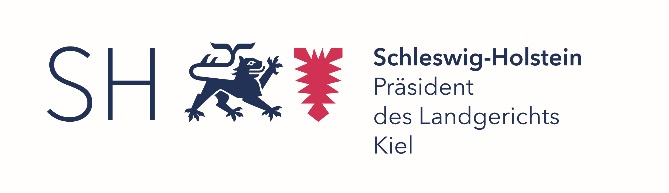 SH
Schleswig-Holstein
Präsident
des Landgerichts
Kiel